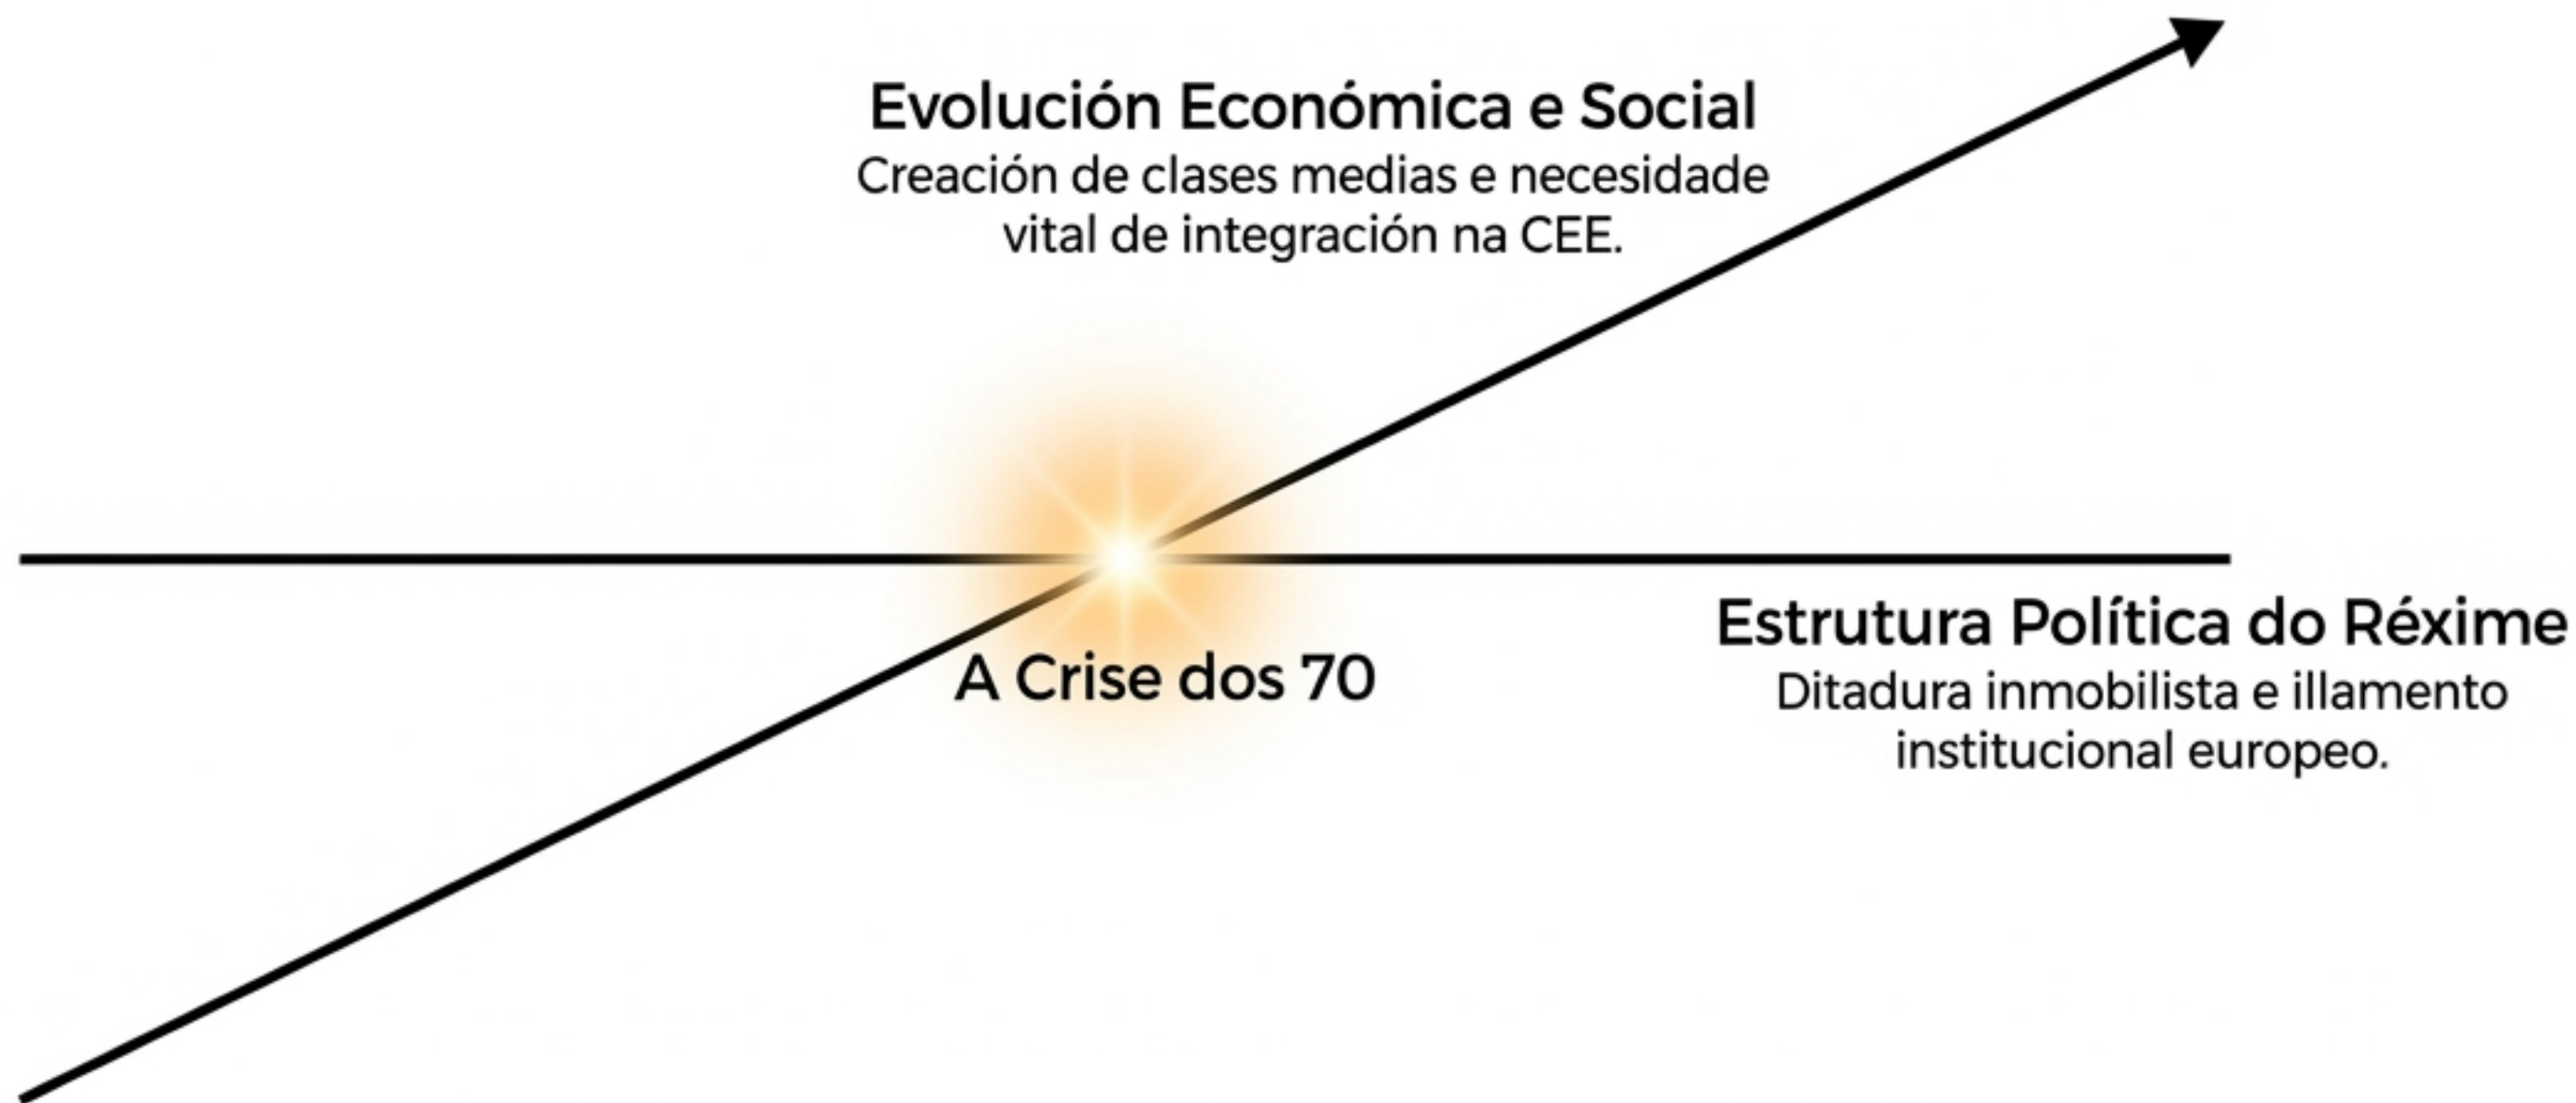 Evolución Económica e Social
Creación de clases medias e necesidade
vital de integración na CEE.
A Crise dos 70
Estrutura Política do Réxime
Ditadura inmobilista e illamento
institucional europeo.